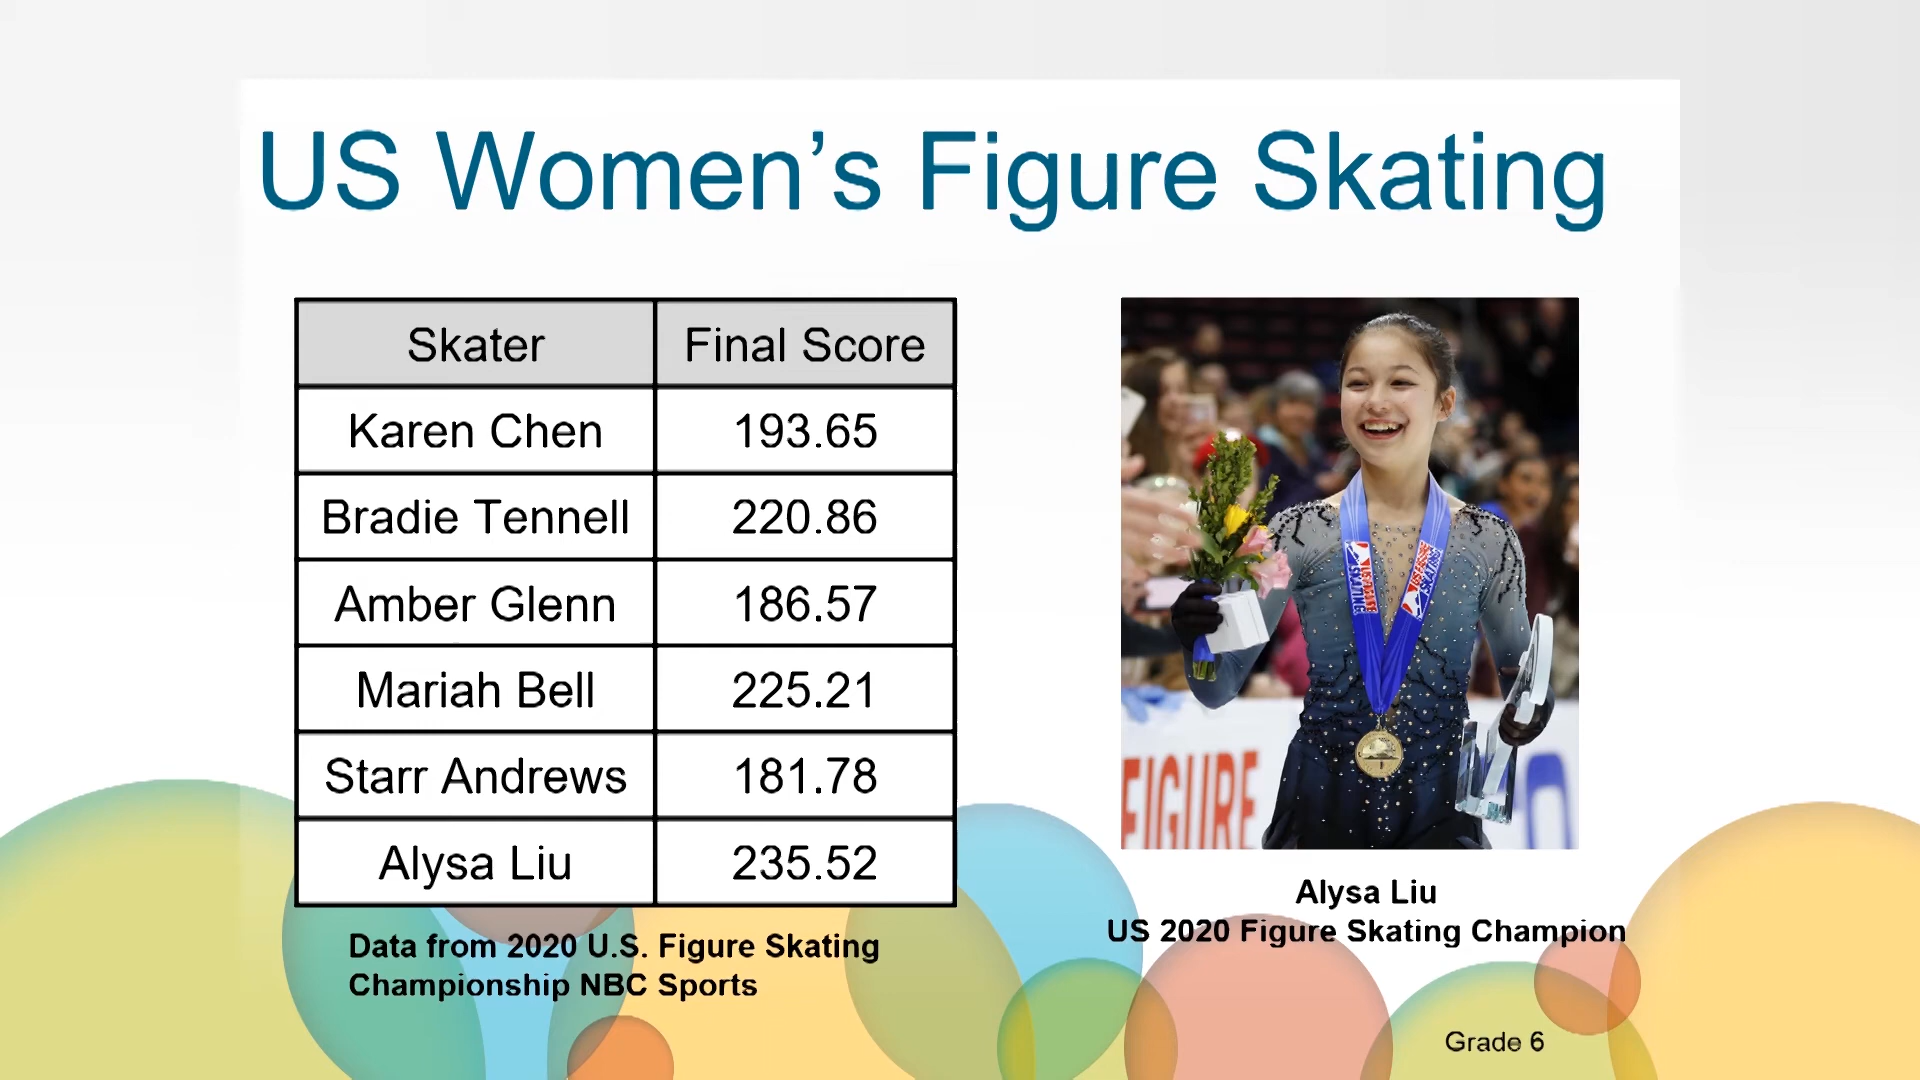 US Women’s Figure Skating
Skater Final Score
Karen Chen 193.65
Bradie Tennell 220.86
Amber Glenn 186.57
Mariah Bell 225.21
Starr Andrews 181.78
Alysa Liu 235.52
Data from 2020 U.S. Figure Skating
Championship NBC Sports
FIGURE
Alysa Liu
US 2020 Figure Skating Champion
Grade 6